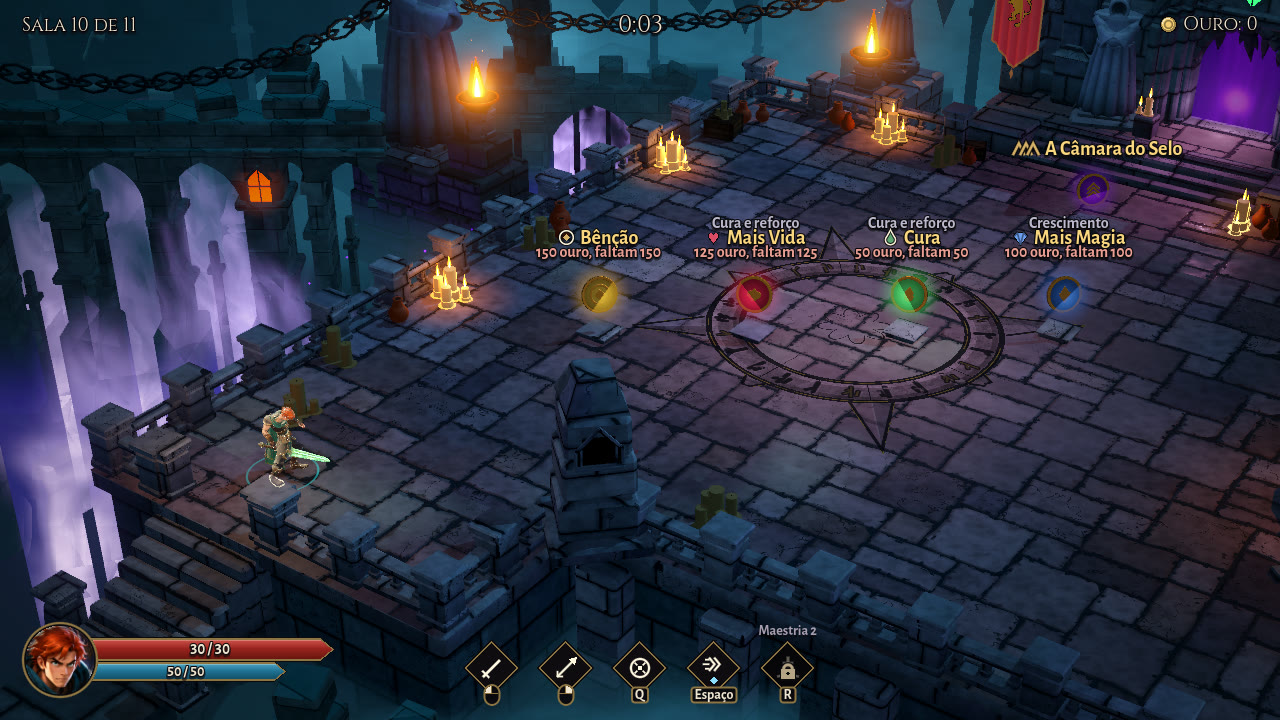 SALA 10 DE 11
0:03
OURO: 0
A Câmara do Selo
Bênção
150 ouro, faltam 150
Cura e reforço
Mais Vida
125 ouro, faltam 125
Cura e reforço
Cura
50 ouro, faltam 50
Crescimento
Mais Magia
100 ouro, faltam 100
30/30
50/50
Maestria 2
Q
Espaço
R